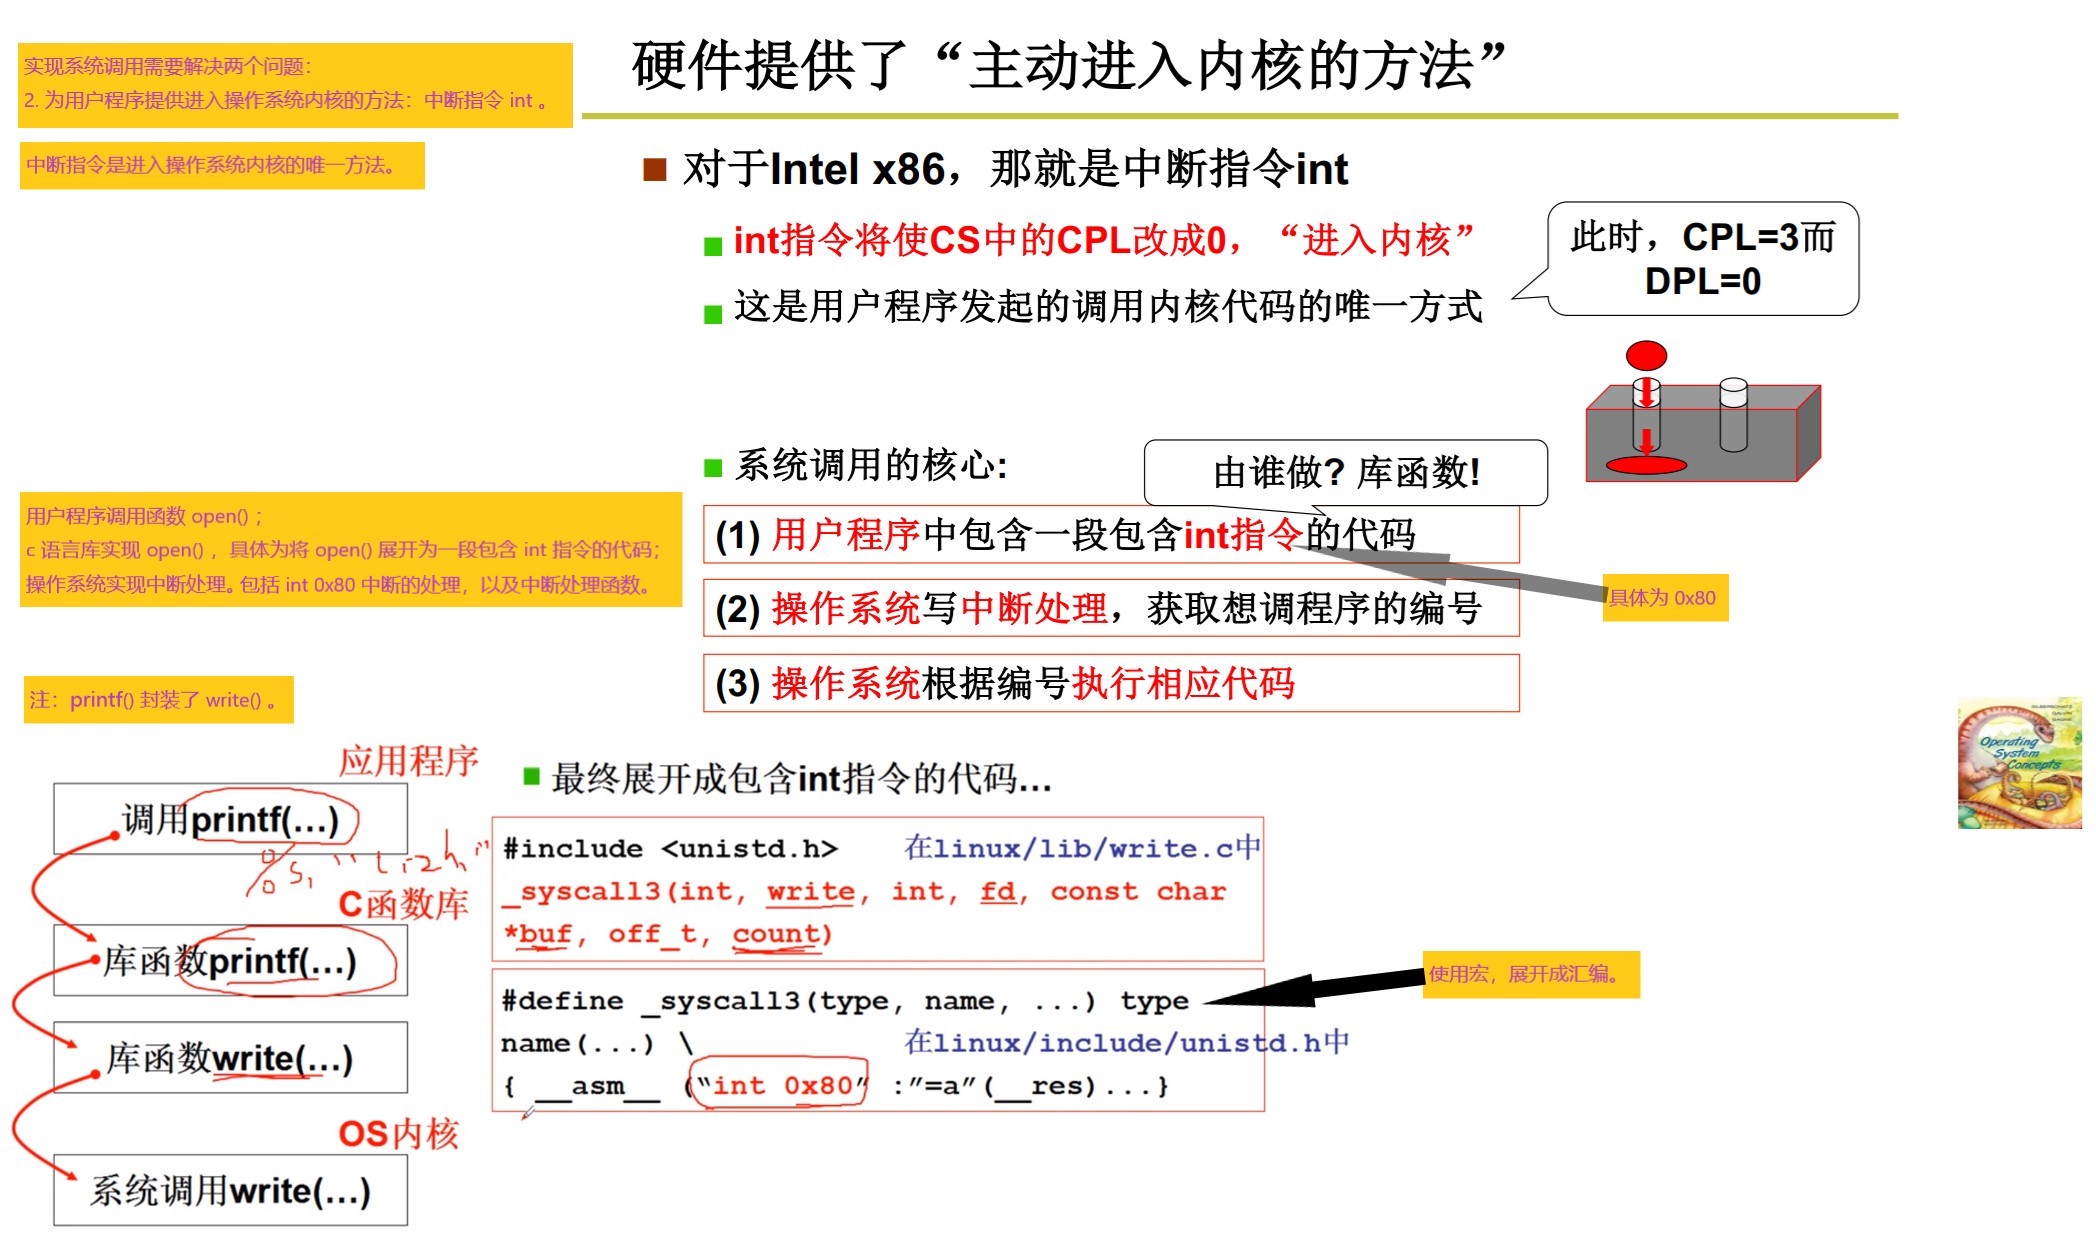 硬件提供了“主动进入内核的方法”
实现系统调用需要解决两个问题：
2. 为用户程序提供进入操作系统内核的方法：中断指令 int 。
中断指令是进入操作系统内核的唯一方法。
对于Intel x86，那就是中断指令int
int指令将使CS中的CPL改成0，“进入内核”
这是用户程序发起的调用内核代码的唯一方式
此时，CPL=3而
DPL=0
系统调用的核心:
由谁做? 库函数!
用户程序调用函数 open() ；
c 语言库实现 open() ，具体为将 open() 展开为一段包含 int 指令的代码；
操作系统实现中断处理。包括 int 0x80 中断的处理，以及中断处理函数。
(1) 用户程序中包含一段包含int指令的代码
具体为 0x80
(2) 操作系统写中断处理，获取想调程序的编号
(3) 操作系统根据编号执行相应代码
注：printf() 封装了 write() 。
应用程序
调用printf(…)
C函数库
库函数printf(…)
库函数write(…)
OS内核
系统调用write(…)
最终展开成包含int指令的代码…
#include <unistd.h> 在linux/lib/write.c中
_syscall3(int, write, int, fd, const char
*buf, off_t, count)
#define _syscall3(type, name, ...) type
name(...) \ 在linux/include/unistd.h中
{ __asm__ (“int 0x80” :”=a”(__res)...}
使用宏，展开成汇编。
Operating
System
Concepts